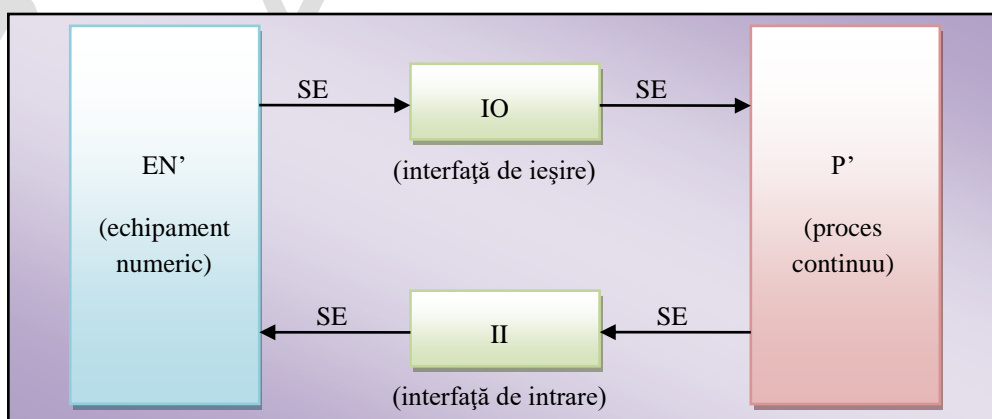 SE
IO
SE
(interfaţă de ieşire)
EN’
(echipament
numeric)
P’
(proces
continuu)
SE
II
SE
(interfaţă de intrare)